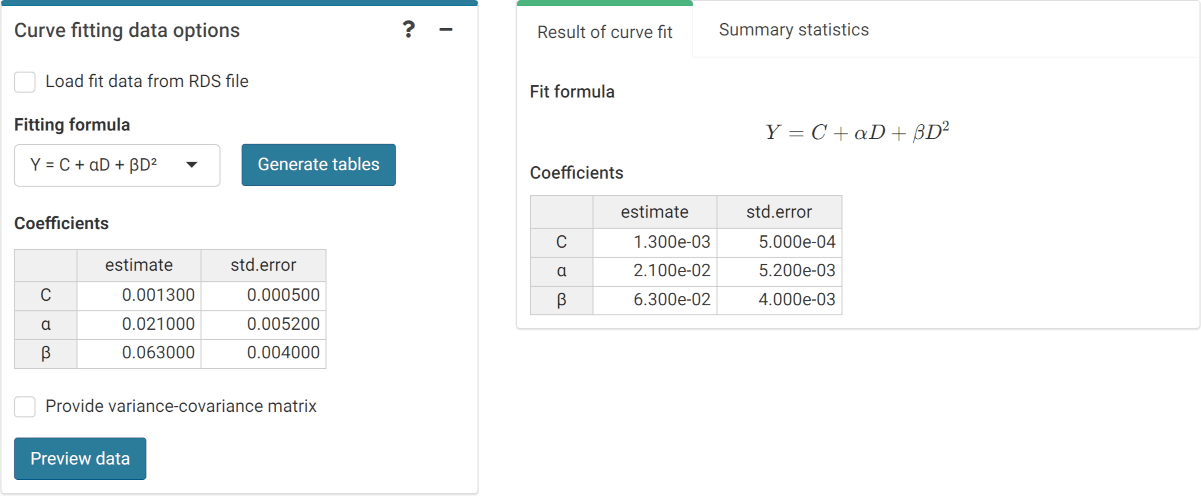 Curve fitting data options ? −
Load fit data from RDS file
Fitting formula
Y = C + αD + βD²
Generate tables
Coefficients
estimate std.error
C 0.001300 0.000500
α 0.021000 0.005200
β 0.063000 0.004000
Provide variance-covariance matrix
Preview data
Result of curve fit Summary statistics
Fit formula
Y = C + αD + βD²
Coefficients
estimate std.error
C 1.300e-03 5.000e-04
α 2.100e-02 5.200e-03
β 6.300e-02 4.000e-03